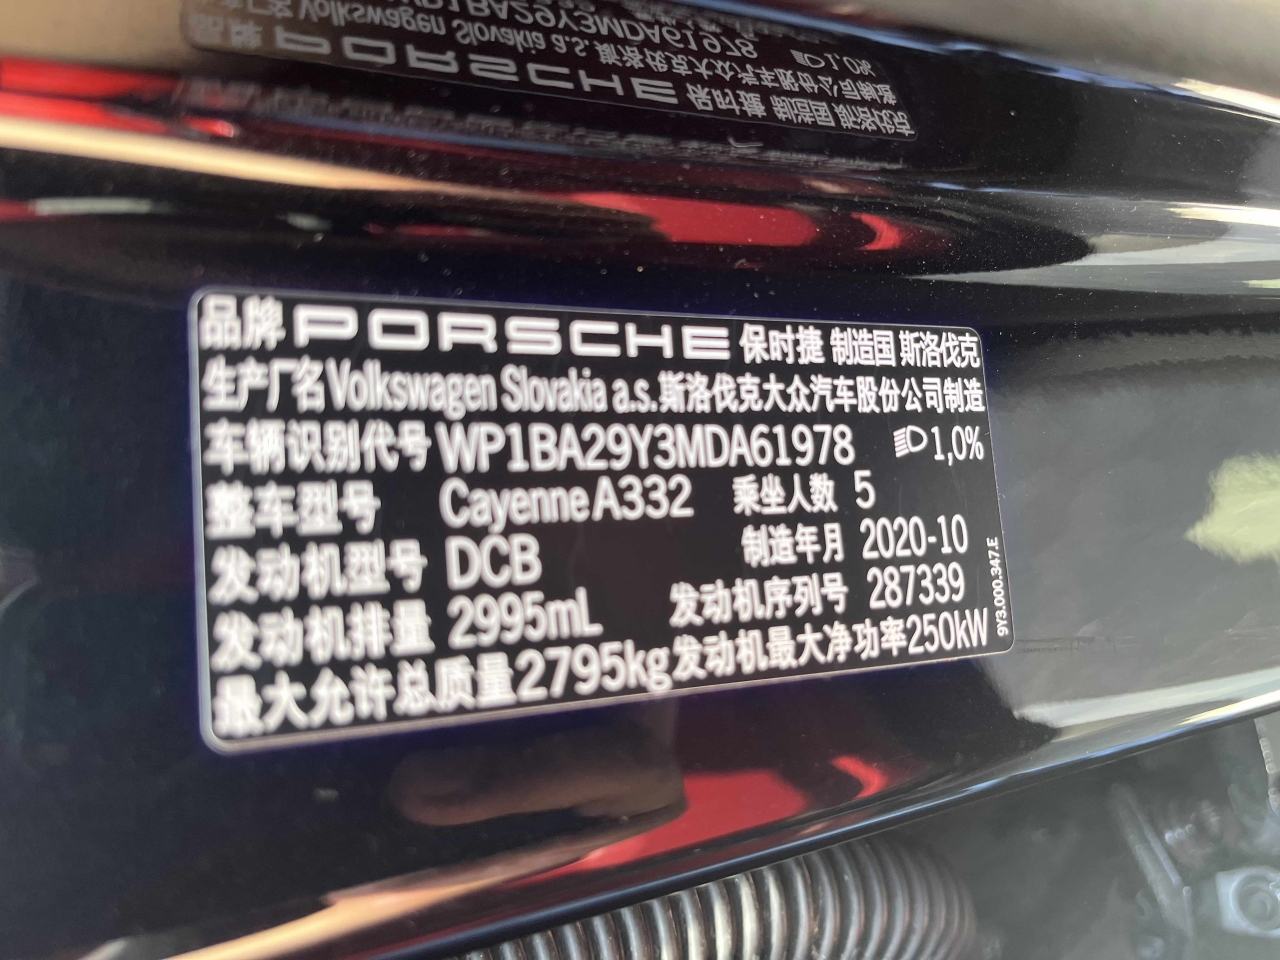 品牌 PORSCHE 保时捷 制造国 斯洛伐克
生产厂名 Volkswagen Slovakia a.s. 斯洛伐克大众汽车股份公司制造
车辆识别代号 WP1BA29Y3MDA61978 1,0%
整车型号 Cayenne A332 乘坐人数 5
发动机型号 DCB 制造年月 2020-10
发动机排量 2995mL 发动机序列号 287339
最大允许总质量 2795kg 发动机最大净功率 250kW
9Y3.000.347.E